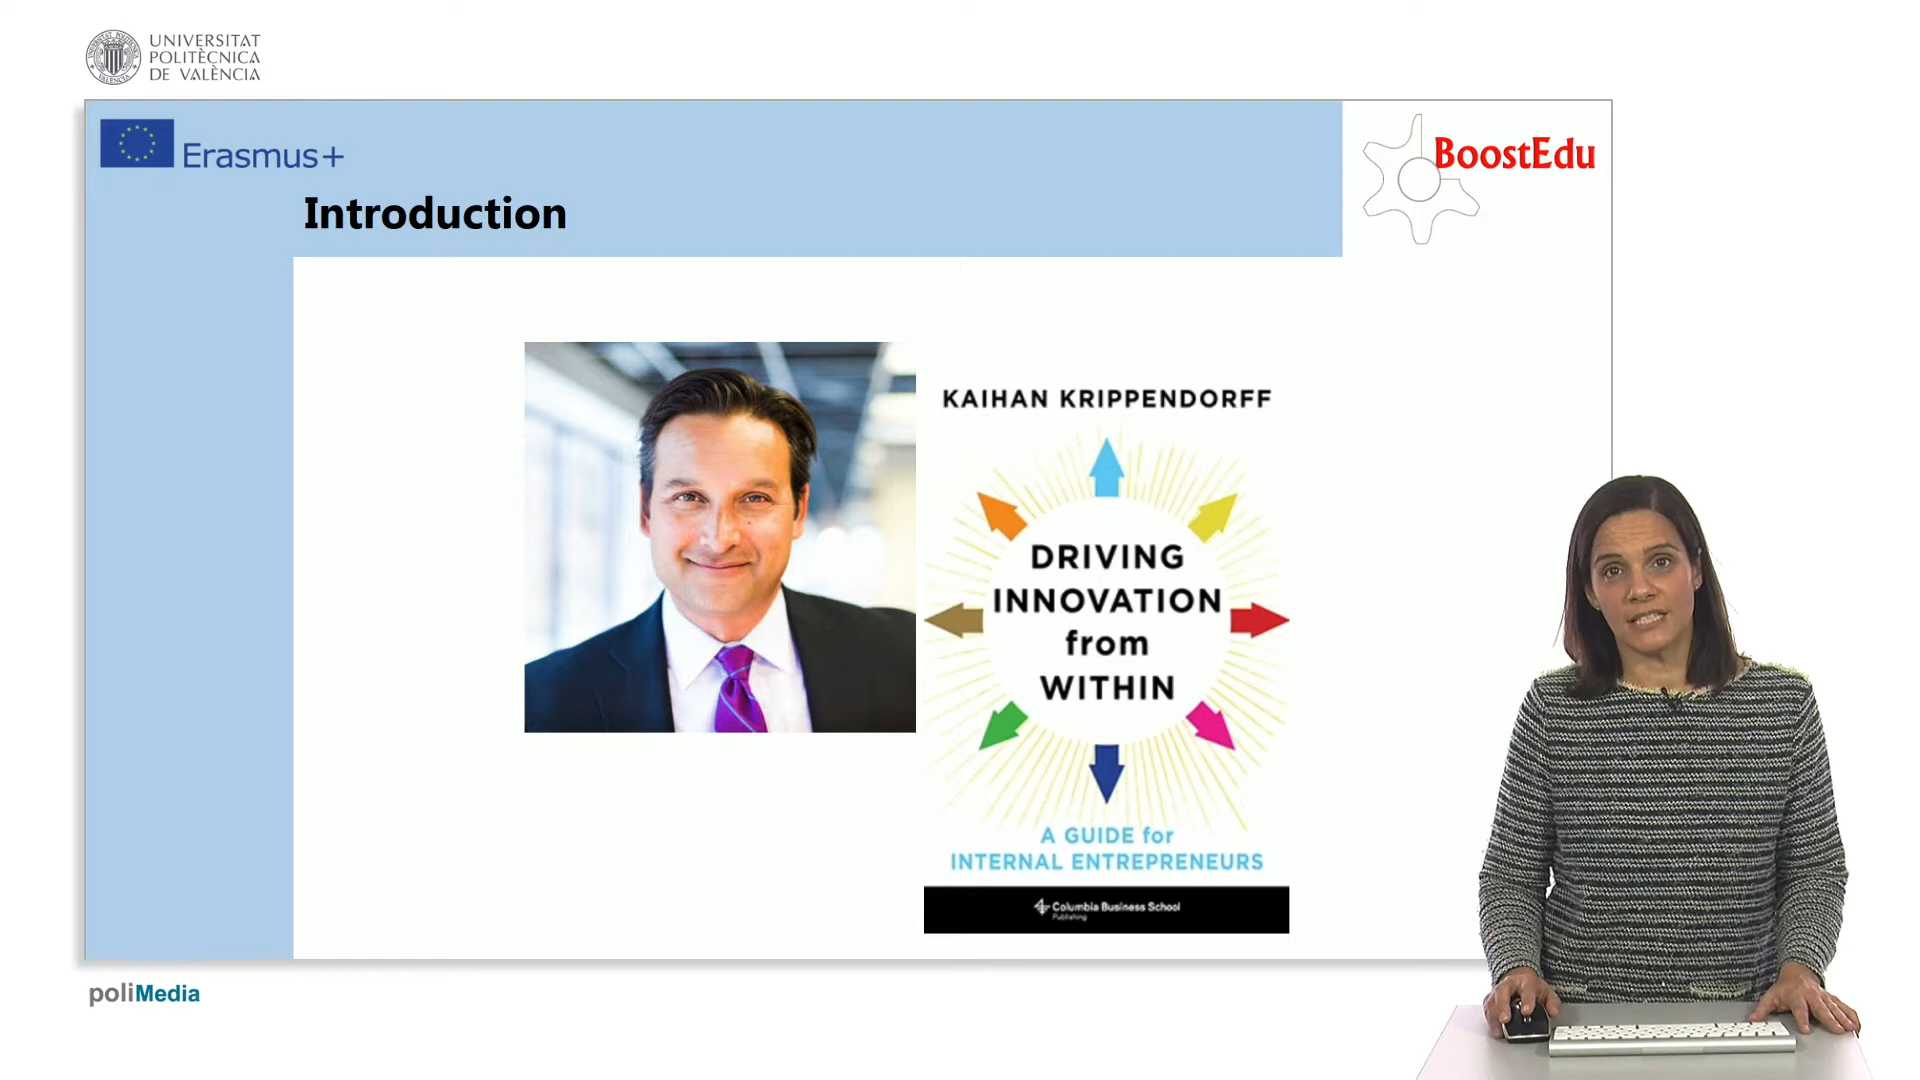 UNIVERSITAT
POLITÈCNICA
DE VALÈNCIA
Erasmus+
BoostEdu
Introduction
KAIHAN KRIPPENDORFF
DRIVING
INNOVATION
from
WITHIN
A GUIDE for
INTERNAL ENTREPRENEURS
Columbia Business School
Publishing
poliMedia